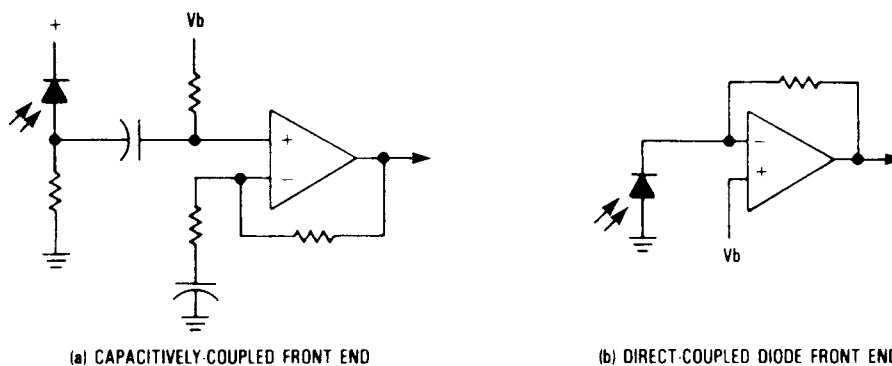 +
Vb
+
−
(a) CAPACITIVELY-COUPLED FRONT END
−
+
Vb
(b) DIRECT-COUPLED DIODE FRONT END